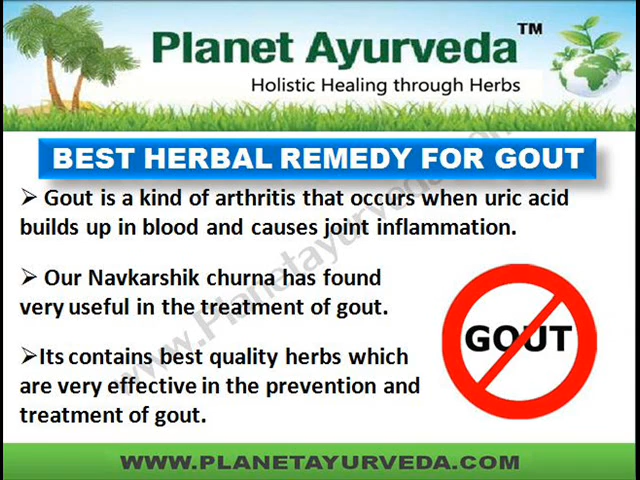 Planet Ayurveda™
Holistic Healing through Herbs
BEST HERBAL REMEDY FOR GOUT
➢ Gout is a kind of arthritis that occurs when uric acid
builds up in blood and causes joint inflammation.
➢ Our Navkarshik churna has found
very useful in the treatment of gout.
➢Its contains best quality herbs which
are very effective in the prevention and
treatment of gout.
GOUT
www.Planetayurveda.com
WWW.PLANETAYURVEDA.COM